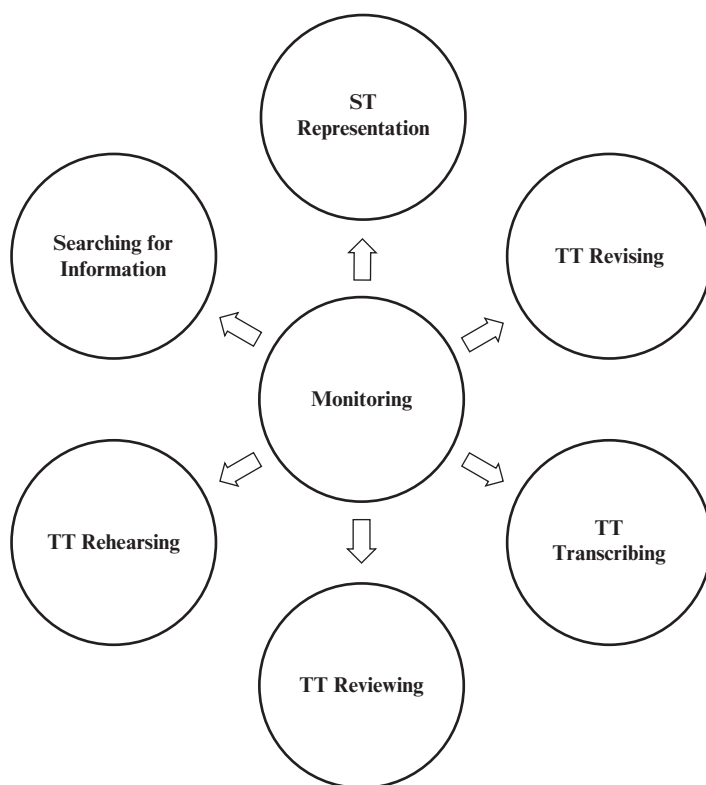 ST
Representation
Searching for
Information
TT Revising
Monitoring
TT Rehearsing
TT
Transcribing
TT Reviewing